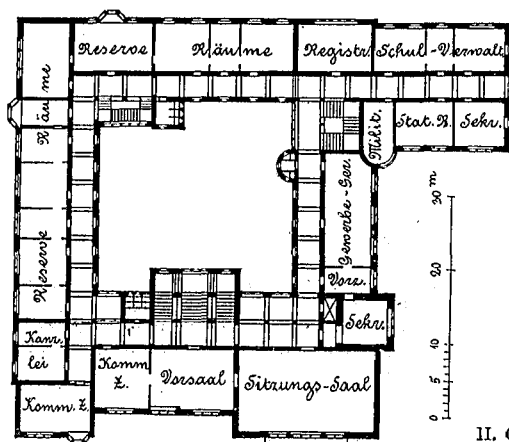 Reserve Räume Registr. Schul-Verwalt.
Reserve Räume
Milit. Stat. B. Sekr.
Gewerbe-Ger.
Vorz.
Sekr.
Kanz-
lei
Komm. Z.
Komm.
Z.
Vorsaal
Sitzungs-Saal
30 m
20
10
5
0
II.